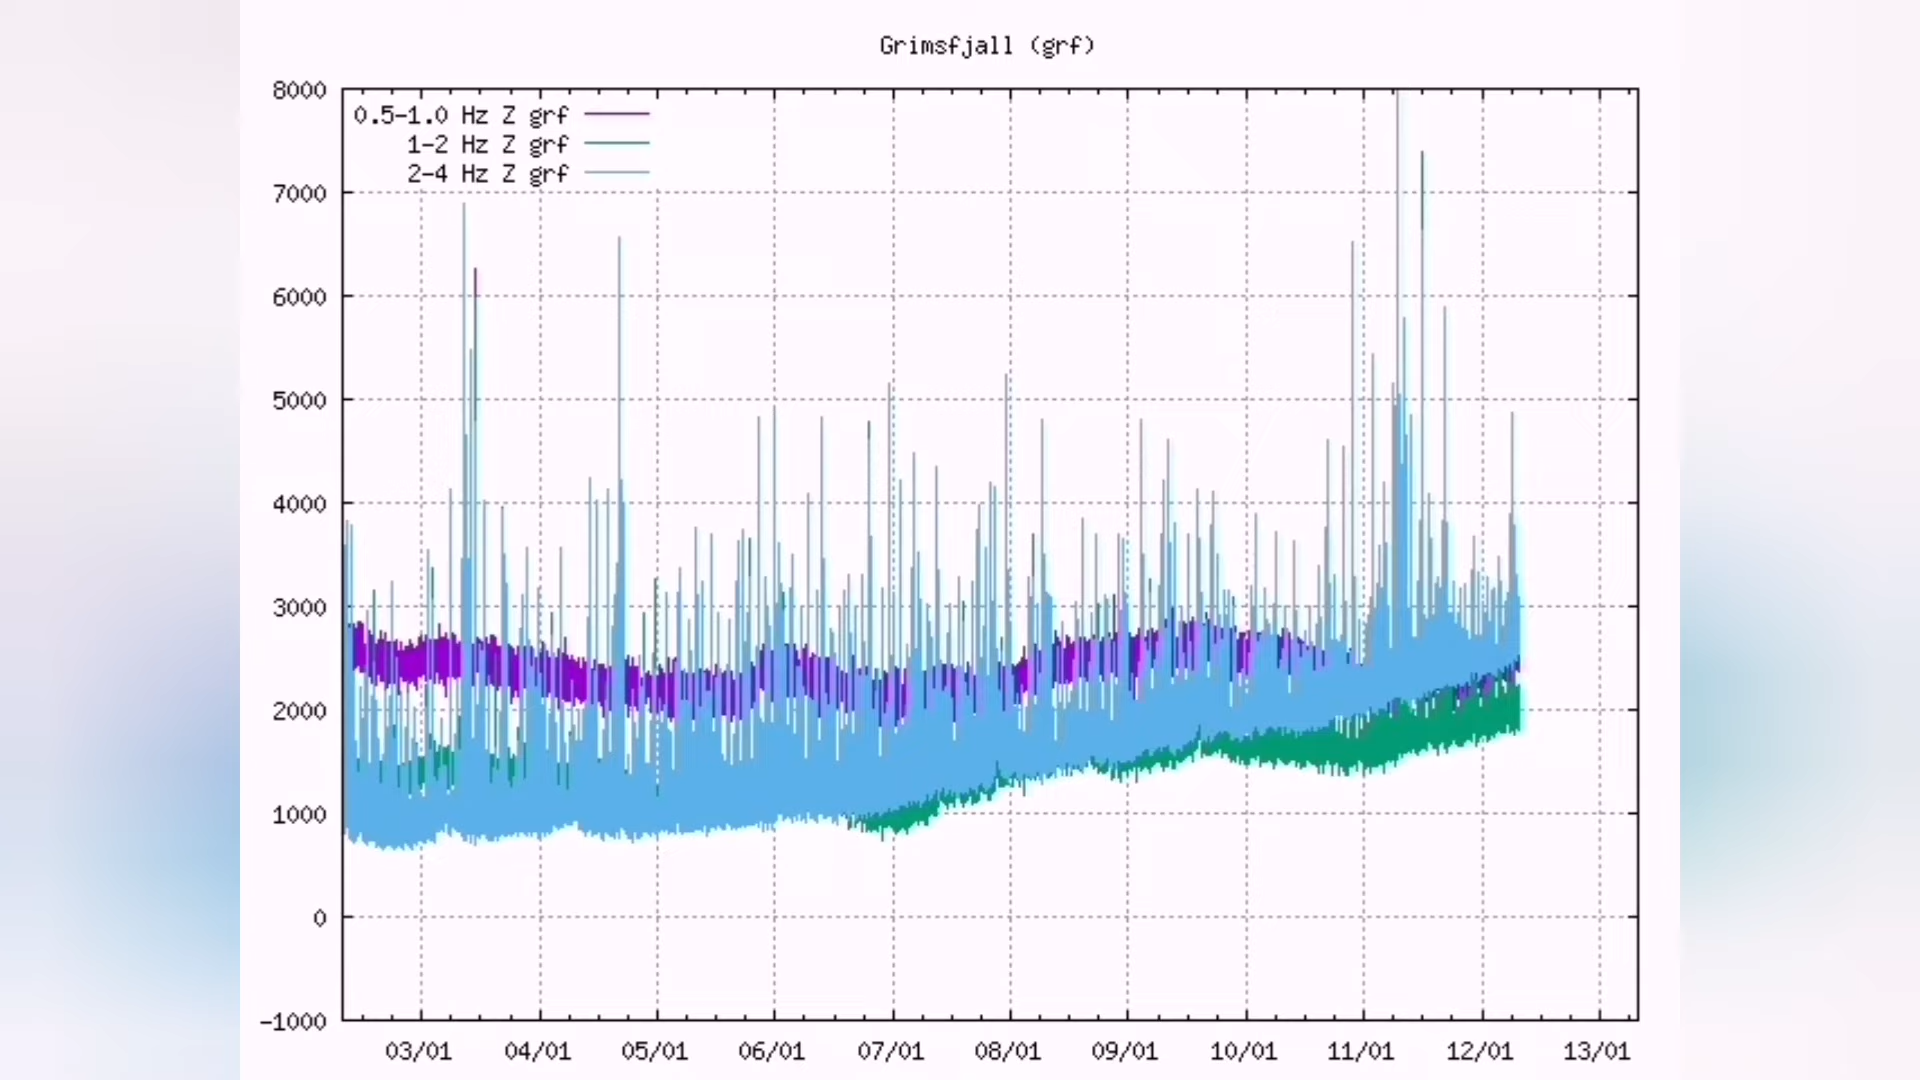 Grimsfjall (grf)
8000
0.5-1.0 Hz Z grf
1-2 Hz Z grf
2-4 Hz Z grf
7000
6000
5000
4000
3000
2000
1000
0
-1000
03/01 04/01 05/01 06/01 07/01 08/01 09/01 10/01 11/01 12/01 13/01